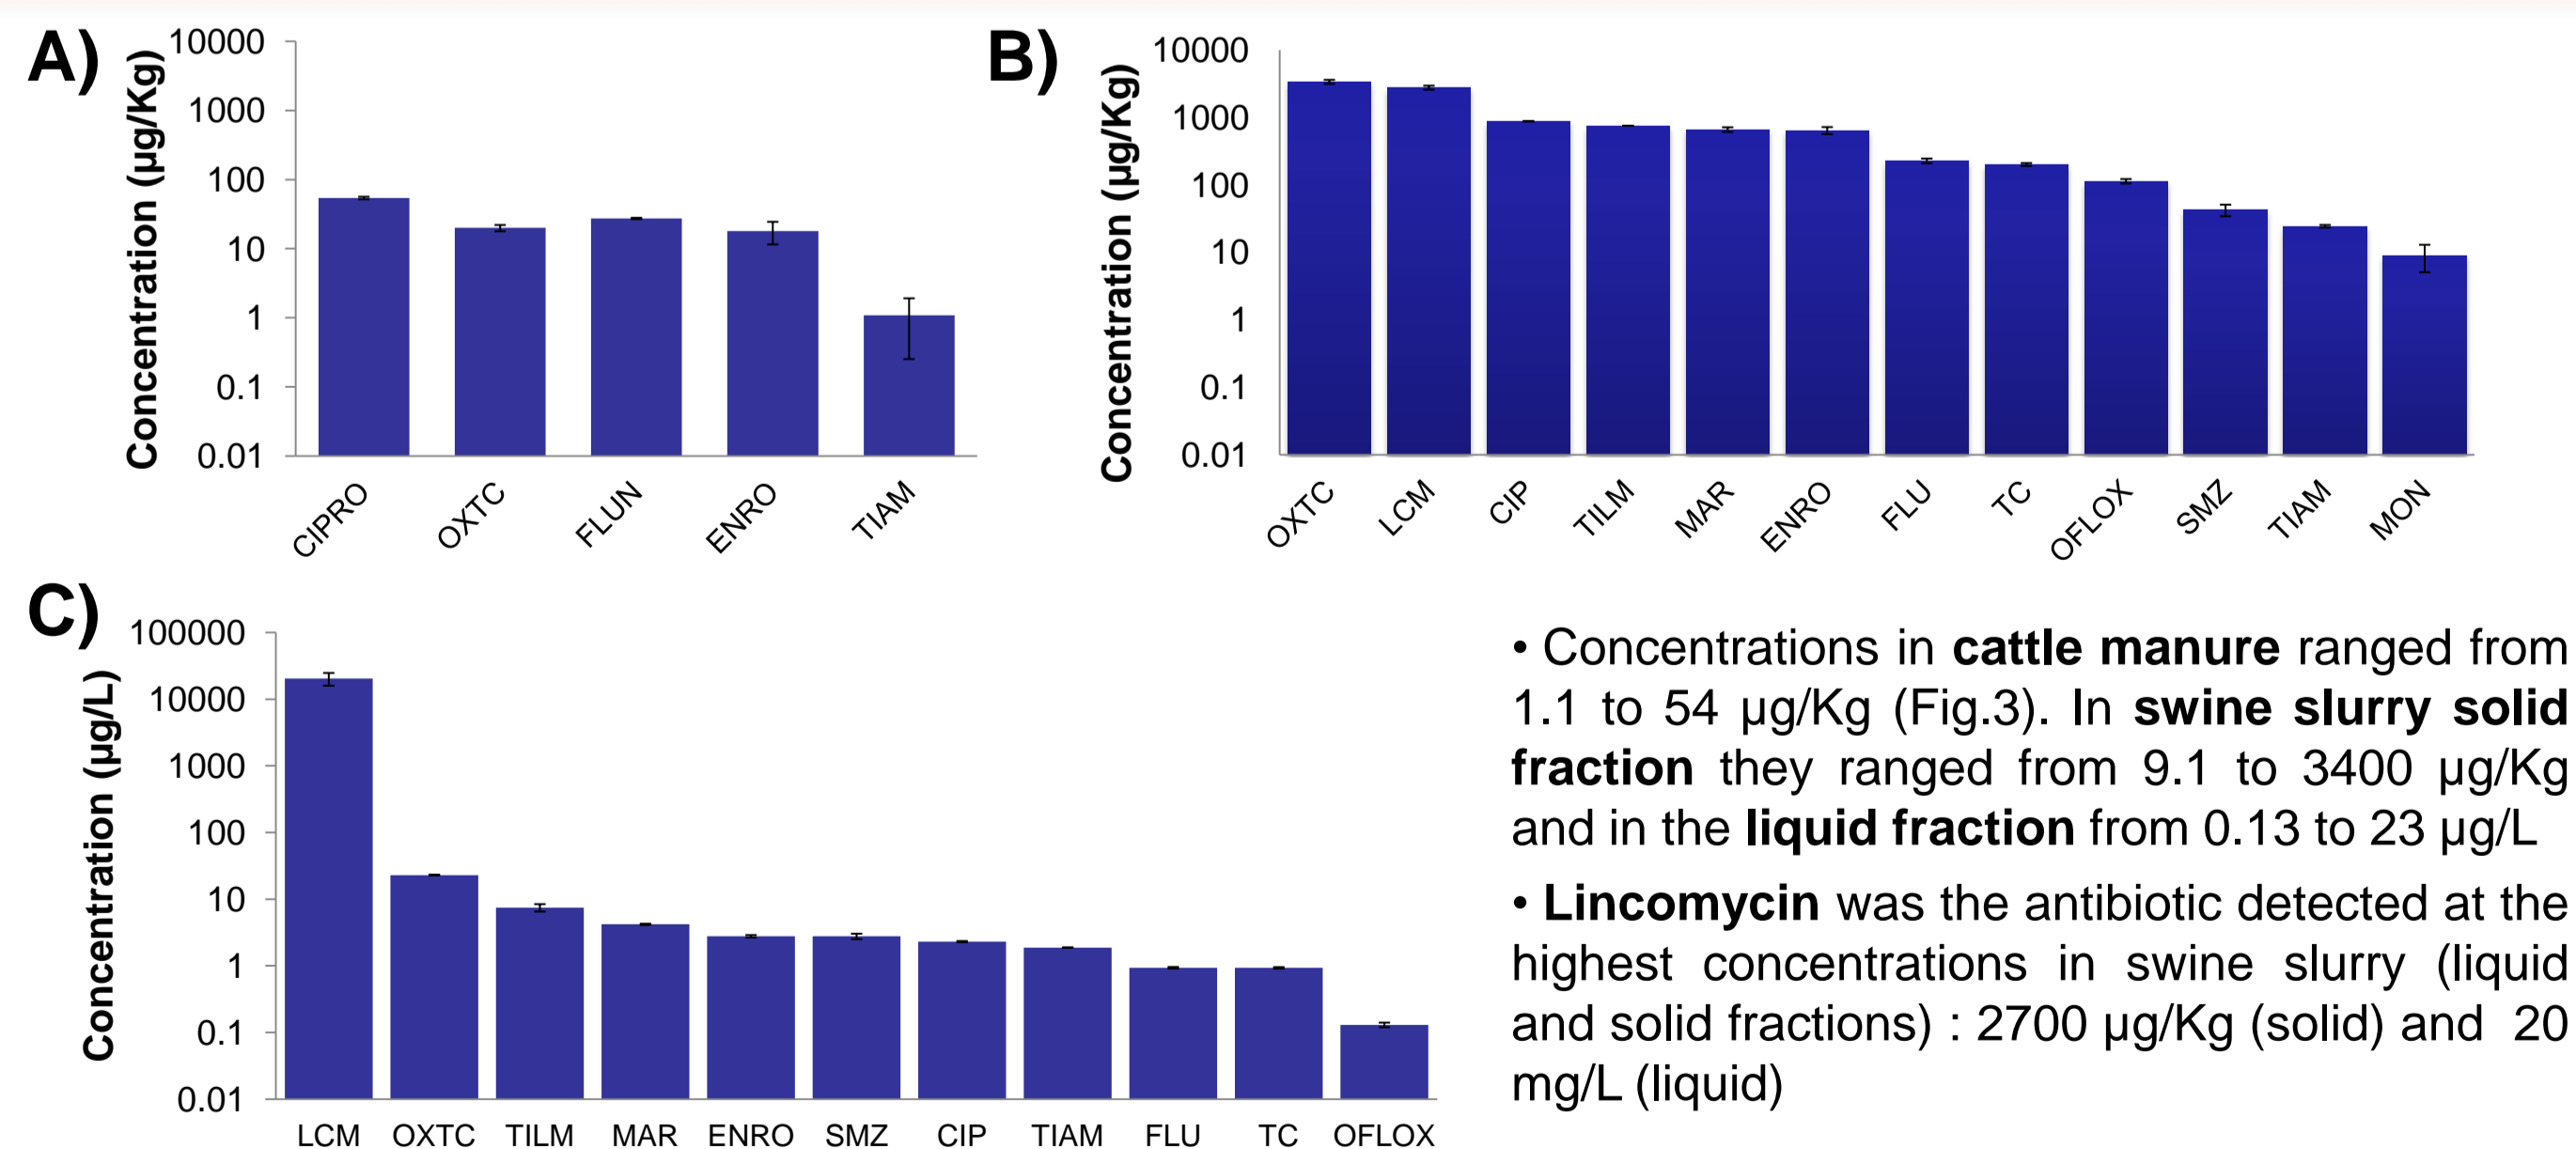 A)
Concentration (µg/Kg)
10000
1000
100
10
1
0.1
0.01
CIPRO
OXTC
FLUN
ENRO
TIAM
B)
Concentration (µg/Kg)
10000
1000
100
10
1
0.1
0.01
OXTC
LCM
CIP
TILM
MAR
ENRO
FLU
TC
OFLOX
SMZ
TIAM
MON
C)
Concentration (µg/L)
100000
10000
1000
100
10
1
0.1
0.01
LCM
OXTC
TILM
MAR
ENRO
SMZ
CIP
TIAM
FLU
TC
OFLOX
• Concentrations in cattle manure ranged from
1.1 to 54 µg/Kg (Fig.3). In swine slurry solid
fraction they ranged from 9.1 to 3400 µg/Kg
and in the liquid fraction from 0.13 to 23 µg/L
• Lincomycin was the antibiotic detected at the
highest concentrations in swine slurry (liquid
and solid fractions) : 2700 µg/Kg (solid) and 20
mg/L (liquid)